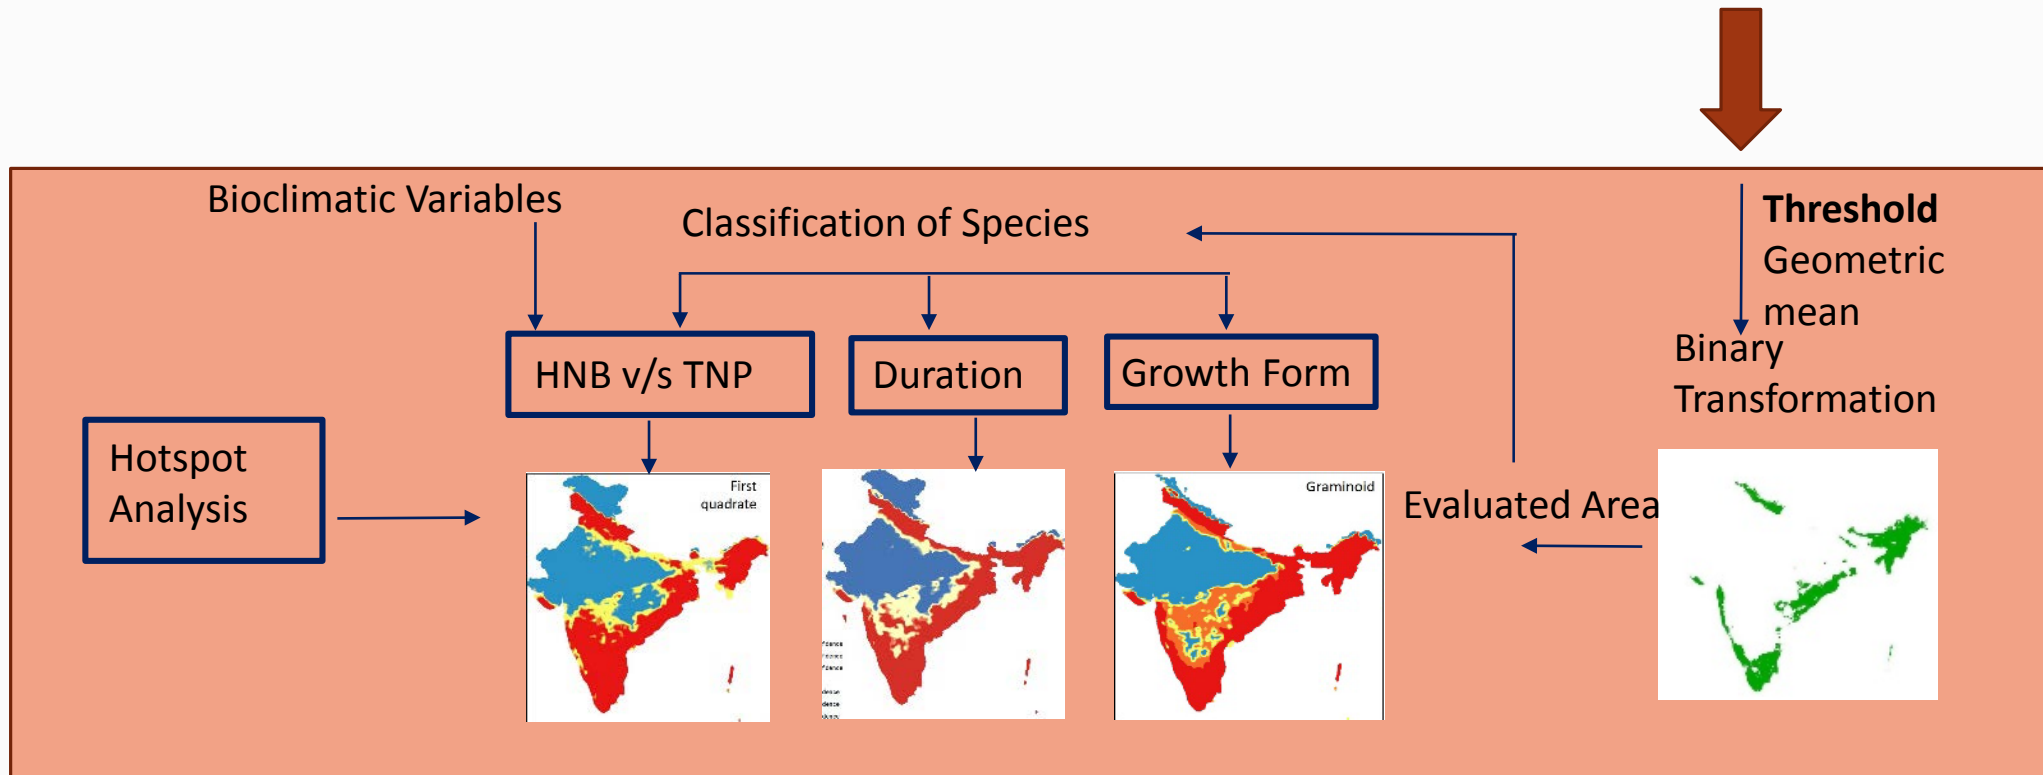 Bioclimatic Variables
Classification of Species
Threshold
Geometric
mean
Binary
Transformation
HNB v/s TNP
Duration
Growth Form
Hotspot
Analysis
First
quadrate
Graminoid
Evaluated Area